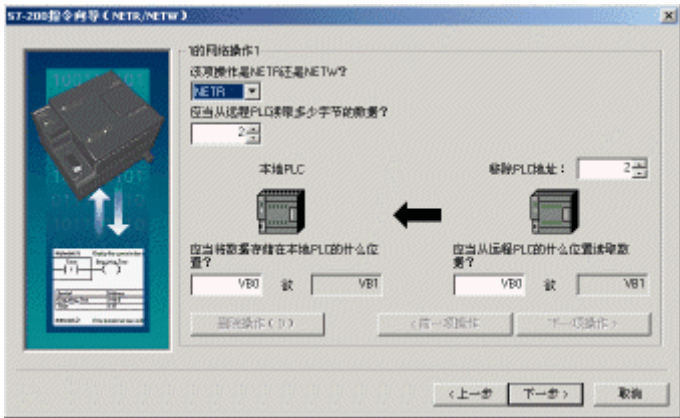 S7-200指令向导(NETR/NETW)
1的网络操作1
该项操作是NETR还是NETW?
NETR
应当从远程PLC读取多少字节的数据?
2
本地PLC
移除PLC地址:
2
应当将数据存储在本地PLC的什么位置?
应当从远程PLC的什么位置读取数据?
VB0
欲
VB1
VB0
欲
VB1
删除操作(D)
<前一项操作
下一项操作>
<上一步
下一步>
取消